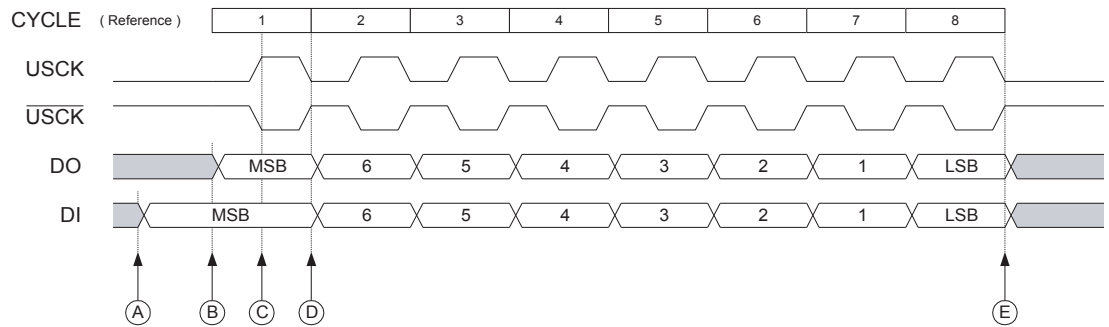 CYCLE ( Reference ) 1 2 3 4 5 6 7 8
USCK
USCK
DO MSB 6 5 4 3 2 1 LSB
DI MSB 6 5 4 3 2 1 LSB
A B C D E